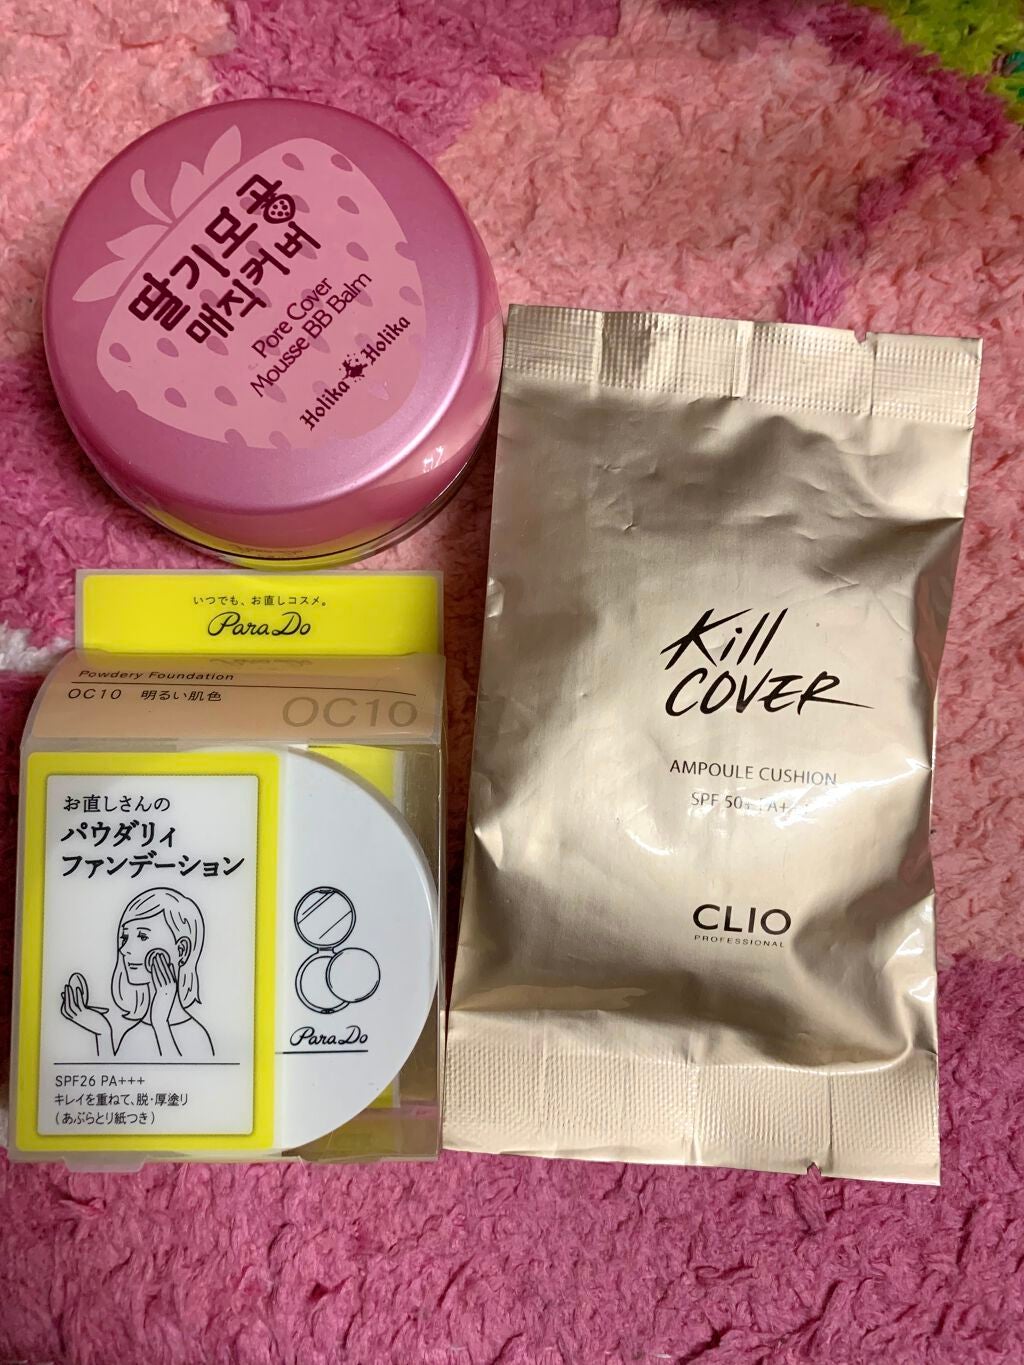 딸기모공
매직커버
Pore Cover
Mousse BB Balm
Holika Holika
いつでも、お直しコスメ。
ParaDo
Powdery Foundation
OC10 明るい肌色
OC10
お直しさんの
パウダリィ
ファンデーション
ParaDo
SPF26 PA+++
キレイを重ねて、脱・厚塗り
(あぶらとり紙つき)
Kill
COVER
AMPOULE CUSHION
SPF 50+
CLIO
PROFESSIONAL